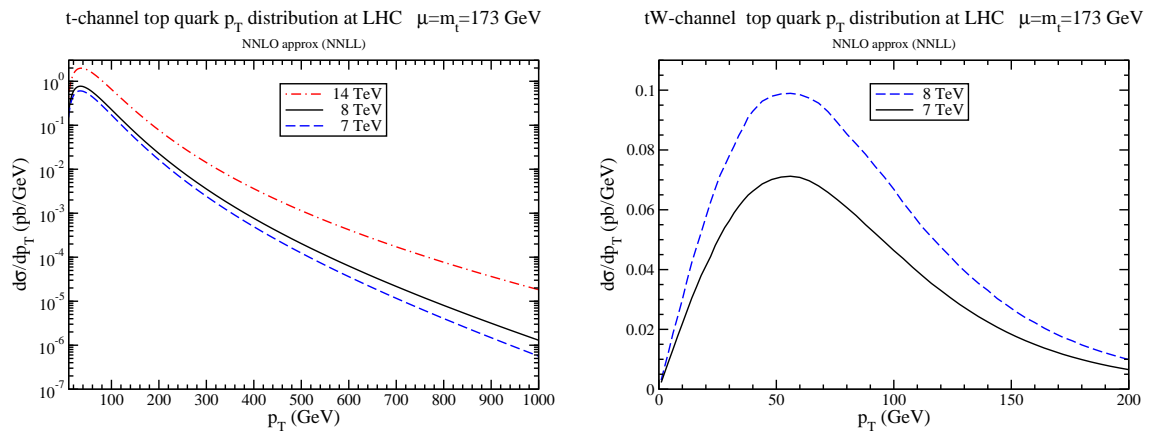 t-channel top quark p_T distribution at LHC μ=m_t=173 GeV
NNLO approx (NNLL)
14 TeV
8 TeV
7 TeV
dσ/dp_T (pb/GeV)
10^0
10^-1
10^-2
10^-3
10^-4
10^-5
10^-6
10^-7
100 200 300 400 500 600 700 800 900 1000
p_T (GeV)
tW-channel top quark p_T distribution at LHC μ=m_t=173 GeV
NNLO approx (NNLL)
8 TeV
7 TeV
dσ/dp_T (pb/GeV)
0.1
0.08
0.06
0.04
0.02
0
0 50 100 150 200
p_T (GeV)